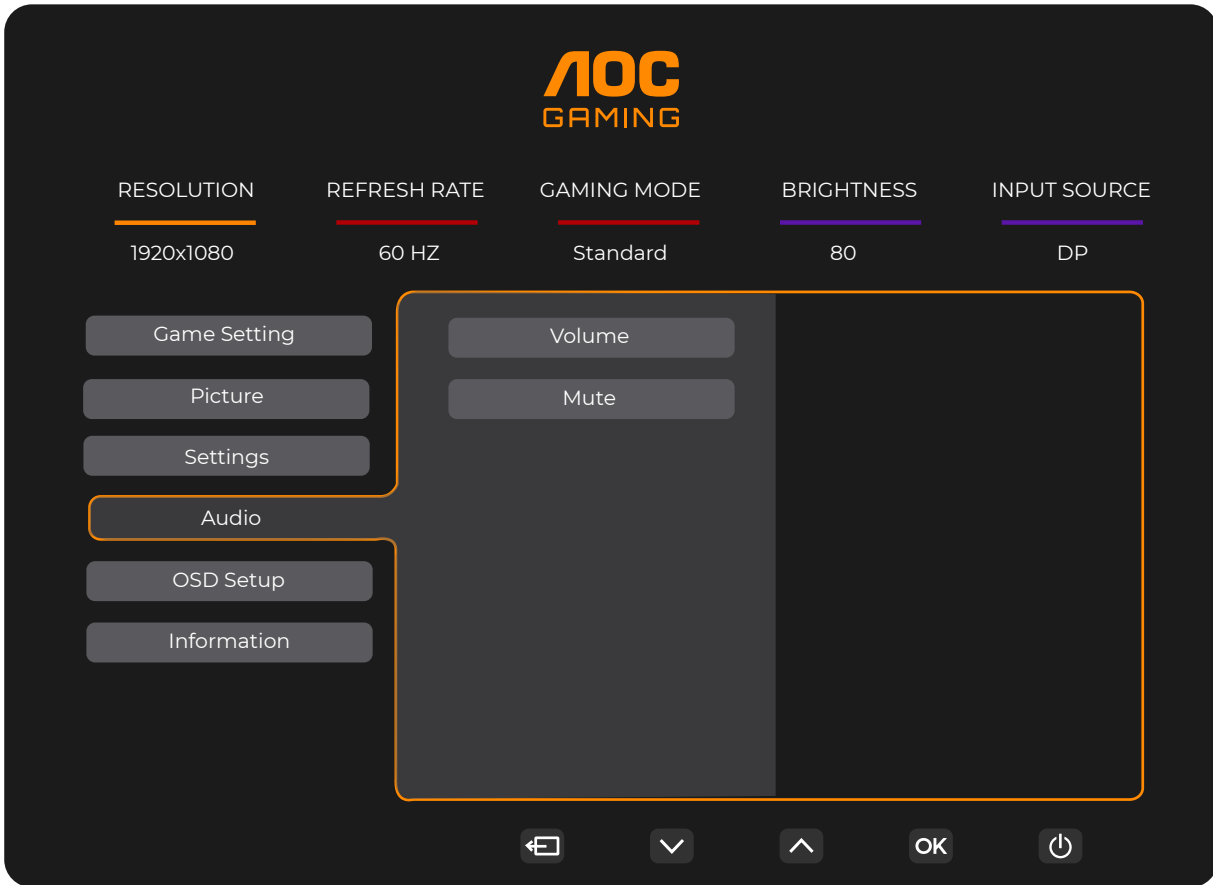 AOC
GAMING
RESOLUTION REFRESH RATE GAMING MODE BRIGHTNESS INPUT SOURCE
1920x1080 60 HZ Standard 80 DP
Game Setting
Volume
Picture
Mute
Settings
Audio
OSD Setup
Information
OK